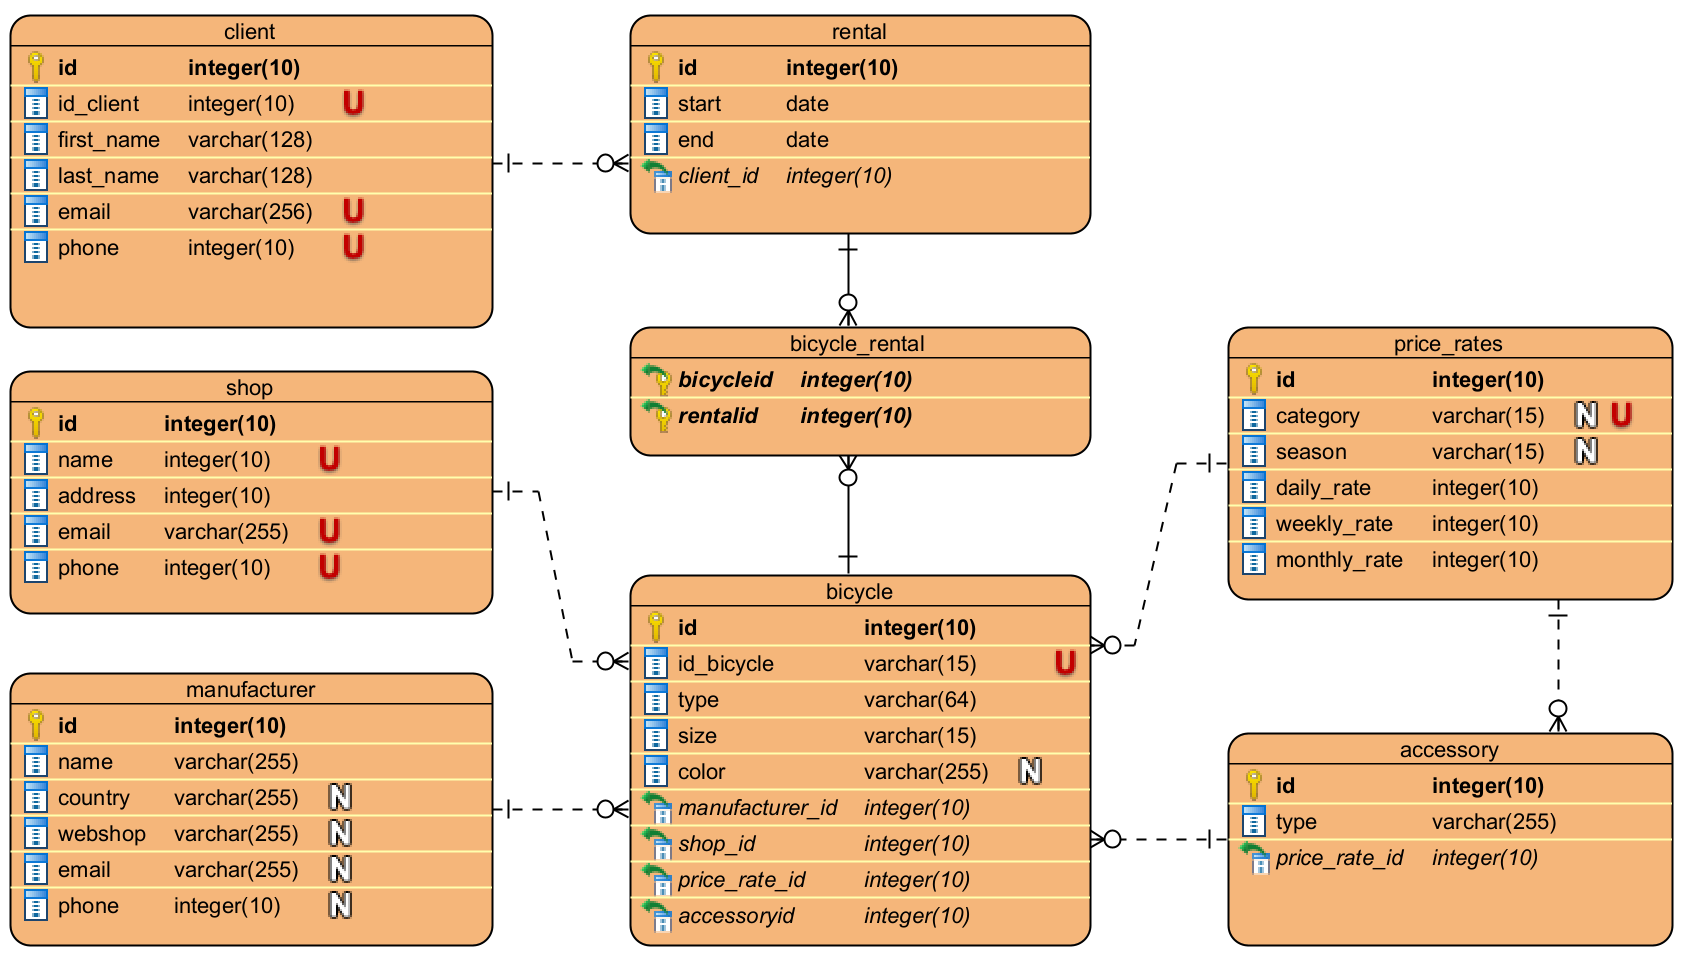 client
id integer(10)
id_client integer(10) U
first_name varchar(128)
last_name varchar(128)
email varchar(256) U
phone integer(10) U
rental
id integer(10)
start date
end date
client_id integer(10)
bicycle_rental
bicycleid integer(10)
rentalid integer(10)
shop
id integer(10)
name integer(10) U
address integer(10)
email varchar(255) U
phone integer(10) U
price_rates
id integer(10)
category varchar(15) N U
season varchar(15) N
daily_rate integer(10)
weekly_rate integer(10)
monthly_rate integer(10)
manufacturer
id integer(10)
name varchar(255)
country varchar(255) N
webshop varchar(255) N
email varchar(255) N
phone integer(10) N
bicycle
id integer(10)
id_bicycle varchar(15) U
type varchar(64)
size varchar(15)
color varchar(255) N
manufacturer_id integer(10)
shop_id integer(10)
price_rate_id integer(10)
accessoryid integer(10)
accessory
id integer(10)
type varchar(255)
price_rate_id integer(10)